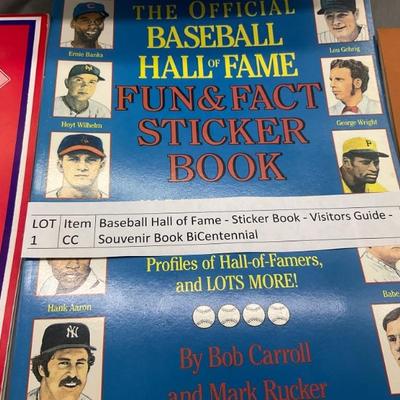 THE OFFICIAL
BASEBALL
HALL OF FAME
FUN & FACT
STICKER
BOOK
Ernie Banks
Lou Gehrig
Hoyt Wilhelm
George Wright
LOT 1
Item CC
Baseball Hall of Fame - Sticker Book - Visitors Guide -
Souvenir Book BiCentennial
Profiles of Hall-of-Famers,
and LOTS MORE!
Hank Aaron
Babe
NY
By Bob Carroll
and Mark Rucker